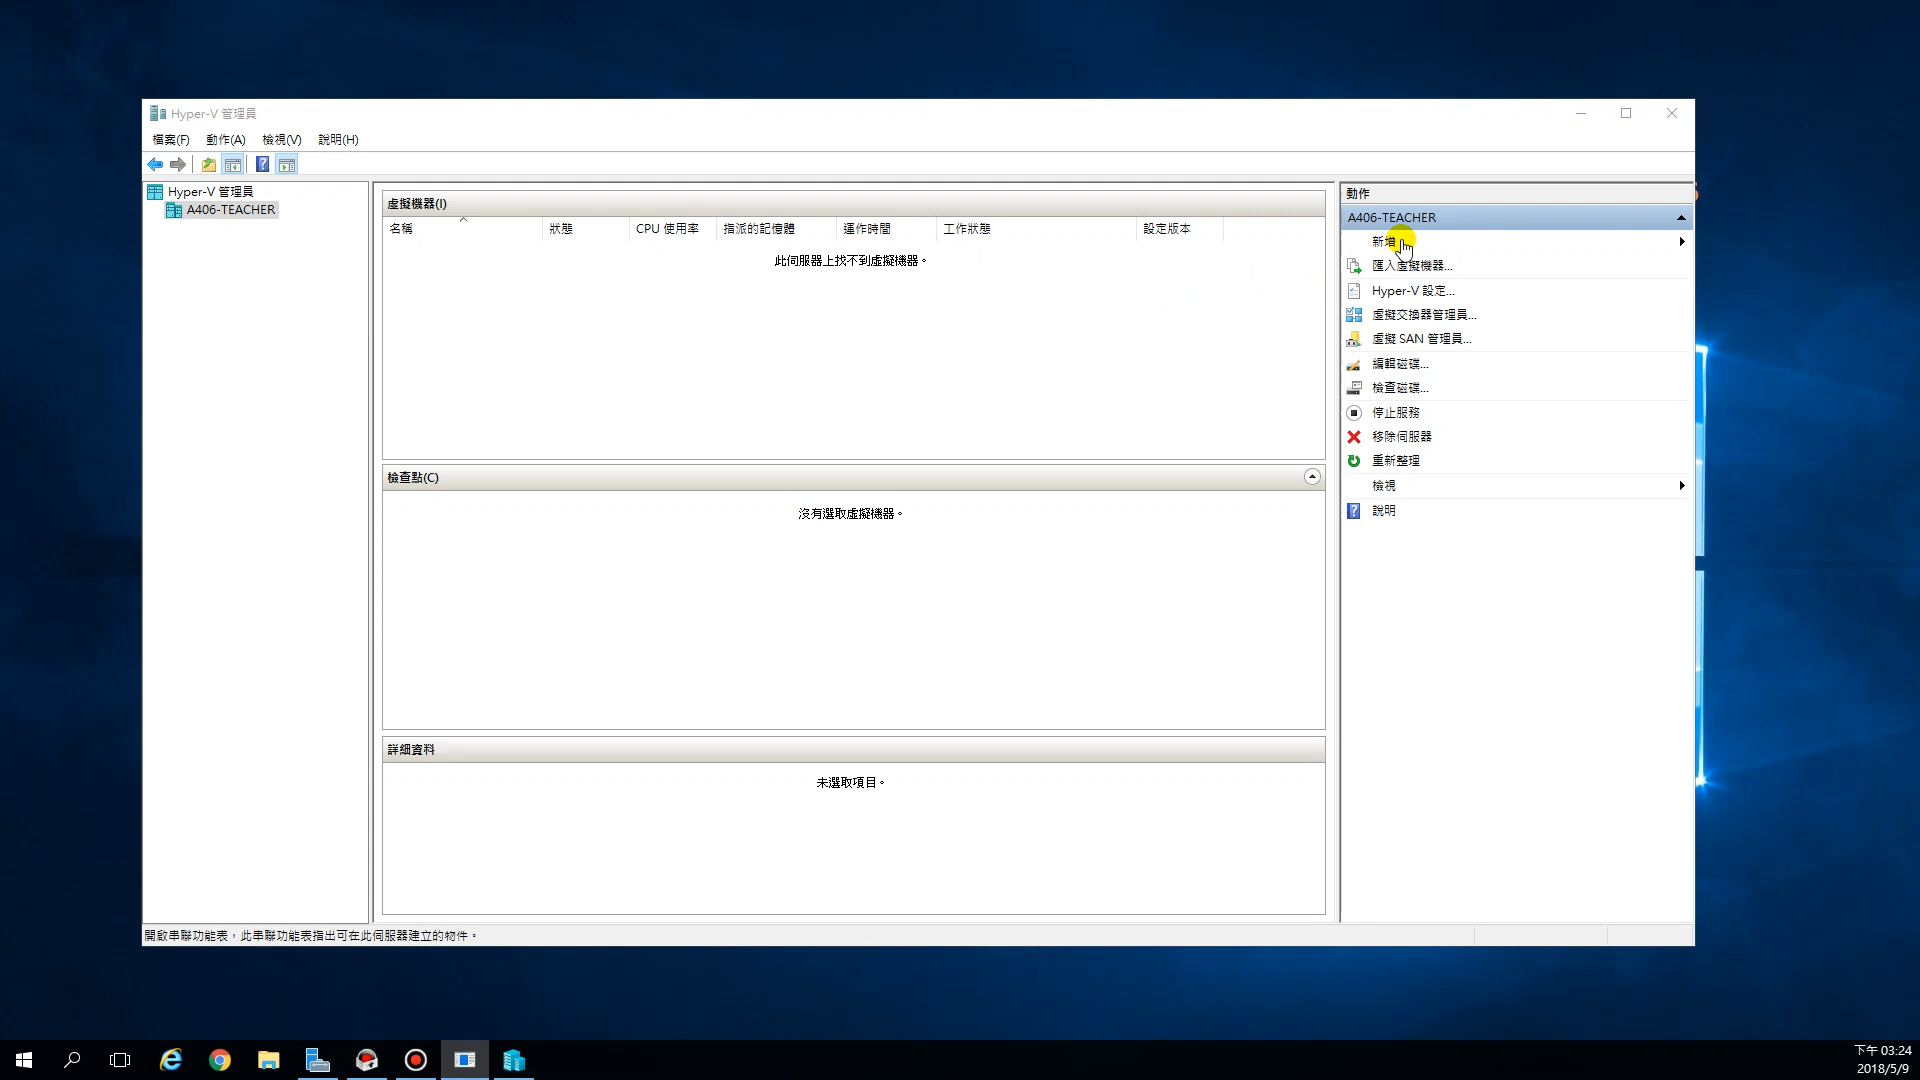 Hyper-V 管理員
檔案(F) 動作(A) 檢視(V) 說明(H)
Hyper-V 管理員
A406-TEACHER
虛擬機器(I)
名稱 狀態 CPU 使用率 指派的記憶體 運作時間 工作狀態 設定版本
此伺服器上找不到虛擬機器。
檢查點(C)
沒有選取虛擬機器。
詳細資料
未選取項目。
動作
A406-TEACHER
新增
匯入虛擬機器...
Hyper-V 設定...
虛擬交換器管理員...
虛擬 SAN 管理員...
編輯磁碟...
檢查磁碟...
停止服務
移除伺服器
重新整理
檢視
說明
開啟串聯功能表，此串聯功能表指出可在此伺服器建立的物件。
下午 03:24
2018/5/9